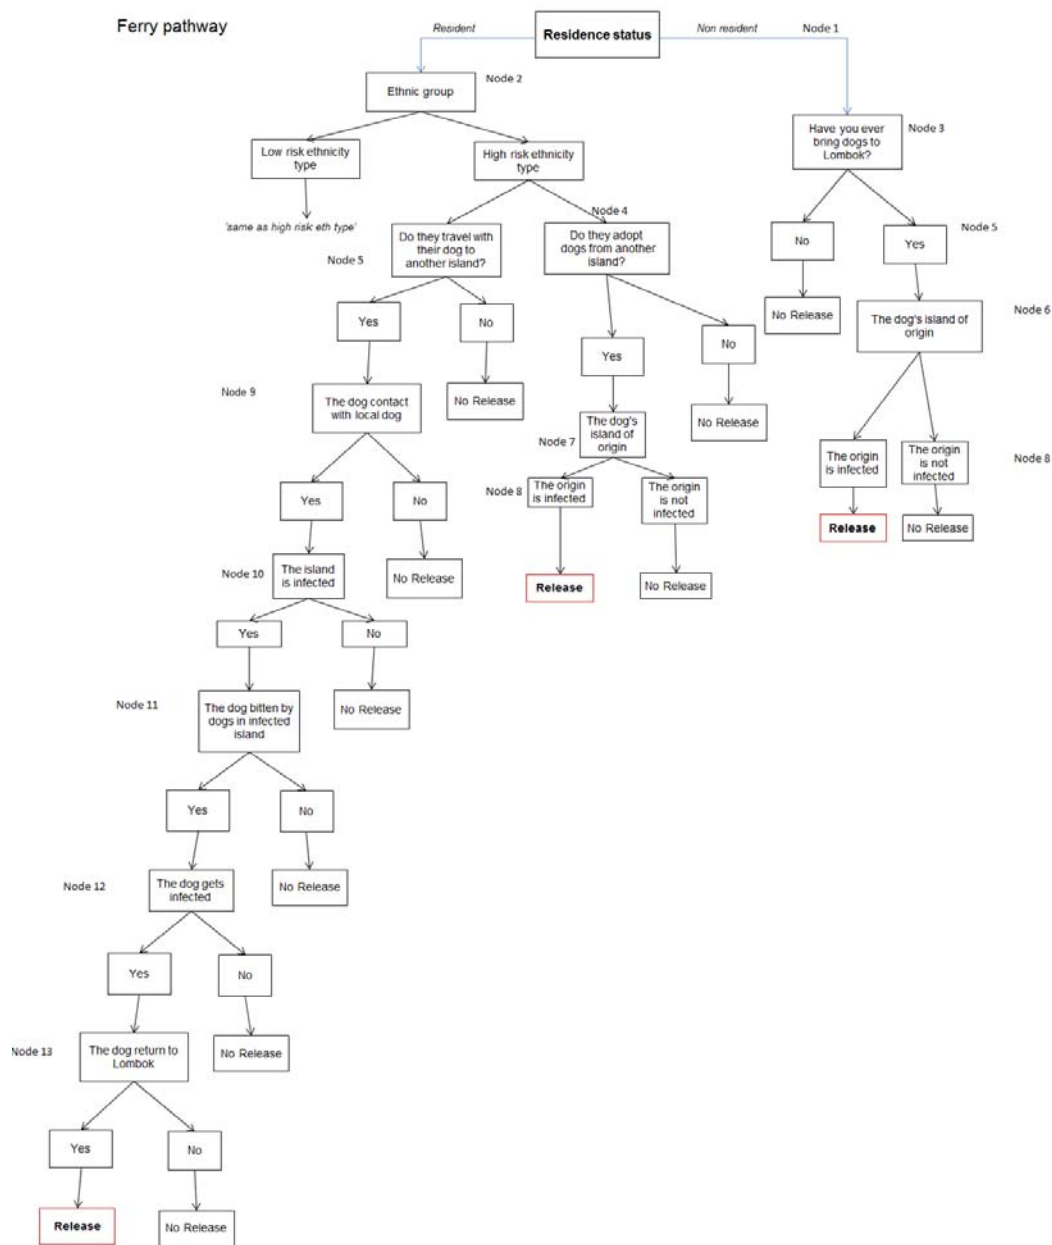 Ferry pathway
Resident
Residence status
Non resident
Node 1
Node 2
Ethnic group
Node 3
Have you ever
bring dogs to
Lombok?
Low risk ethnicity
type
High risk ethnicity
type
'same as high risk eth type'
Node 4
Node 5
Do they travel with
their dog to
another island?
Do they adopt
dogs from another
island?
No
Yes
Node 5
Yes
No
No Release
The dog's island of
origin
Node 6
Yes
No
Node 9
The dog contact
with local dog
No Release
No Release
Node 7
The dog's
island of
origin
The origin
is infected
The origin
is not
infected
Node 8
Node 8
The origin
is infected
The origin
is not
infected
Yes
No
Release
No Release
Node 10
The island
is infected
No Release
Release
No Release
Yes
No
Node 11
The dog bitten by
dogs in infected
island
No Release
Yes
No
Node 12
The dog gets
infected
No Release
Yes
No
Node 13
The dog return to
Lombok
No Release
Yes
No
Release
No Release